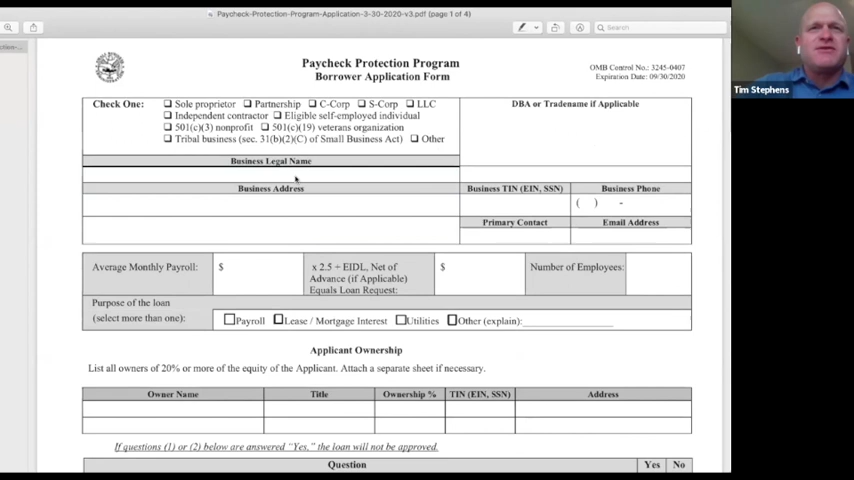 Paycheck-Protection-Program-Application-3-30-2020-v3.pdf (page 1 of 4)
Search
Tim Stephens
Paycheck Protection Program
Borrower Application Form
OMB Control No.: 3245-0407
Expiration Date: 09/30/2020
Check One: ☐ Sole proprietor ☐ Partnership ☐ C-Corp ☐ S-Corp ☐ LLC
☐ Independent contractor ☐ Eligible self-employed individual
☐ 501(c)(3) nonprofit ☐ 501(c)(19) veterans organization
☐ Tribal business (sec. 31(b)(2)(C) of Small Business Act) ☐ Other
DBA or Tradename if Applicable
Business Legal Name
Business Address
Business TIN (EIN, SSN)
Business Phone
( ) -
Primary Contact
Email Address
Average Monthly Payroll:
$
x 2.5 + EIDL, Net of
Advance (if Applicable)
Equals Loan Request:
$
Number of Employees:
Purpose of the loan
(select more than one):
☐ Payroll ☐ Lease / Mortgage Interest ☐ Utilities ☐ Other (explain):____________
Applicant Ownership
List all owners of 20% or more of the equity of the Applicant. Attach a separate sheet if necessary.
Owner Name
Title
Ownership %
TIN (EIN, SSN)
Address
If questions (1) or (2) below are answered "Yes," the loan will not be approved.
Question
Yes
No